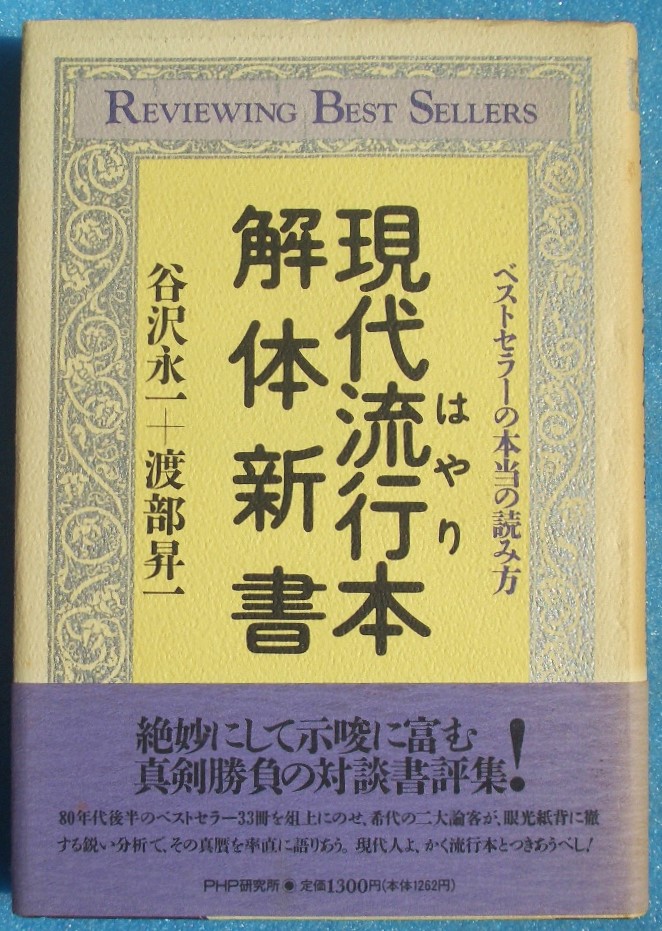 REVIEWING BEST SELLERS
ベストセラーの本当の読み方
現代流行本
はやり
解体新書
谷沢永一+渡部昇一
絶妙にして示唆に富む
真剣勝負の対談書評集!
80年代後半のベストセラー33冊を俎上にのせ、希代の二大論客が、眼光紙背に徹
する鋭い分析で、その真贋を率直に語りあう。現代人よ、かく流行本とつきあうべし!
PHP研究所●定価1300円(本体1262円)